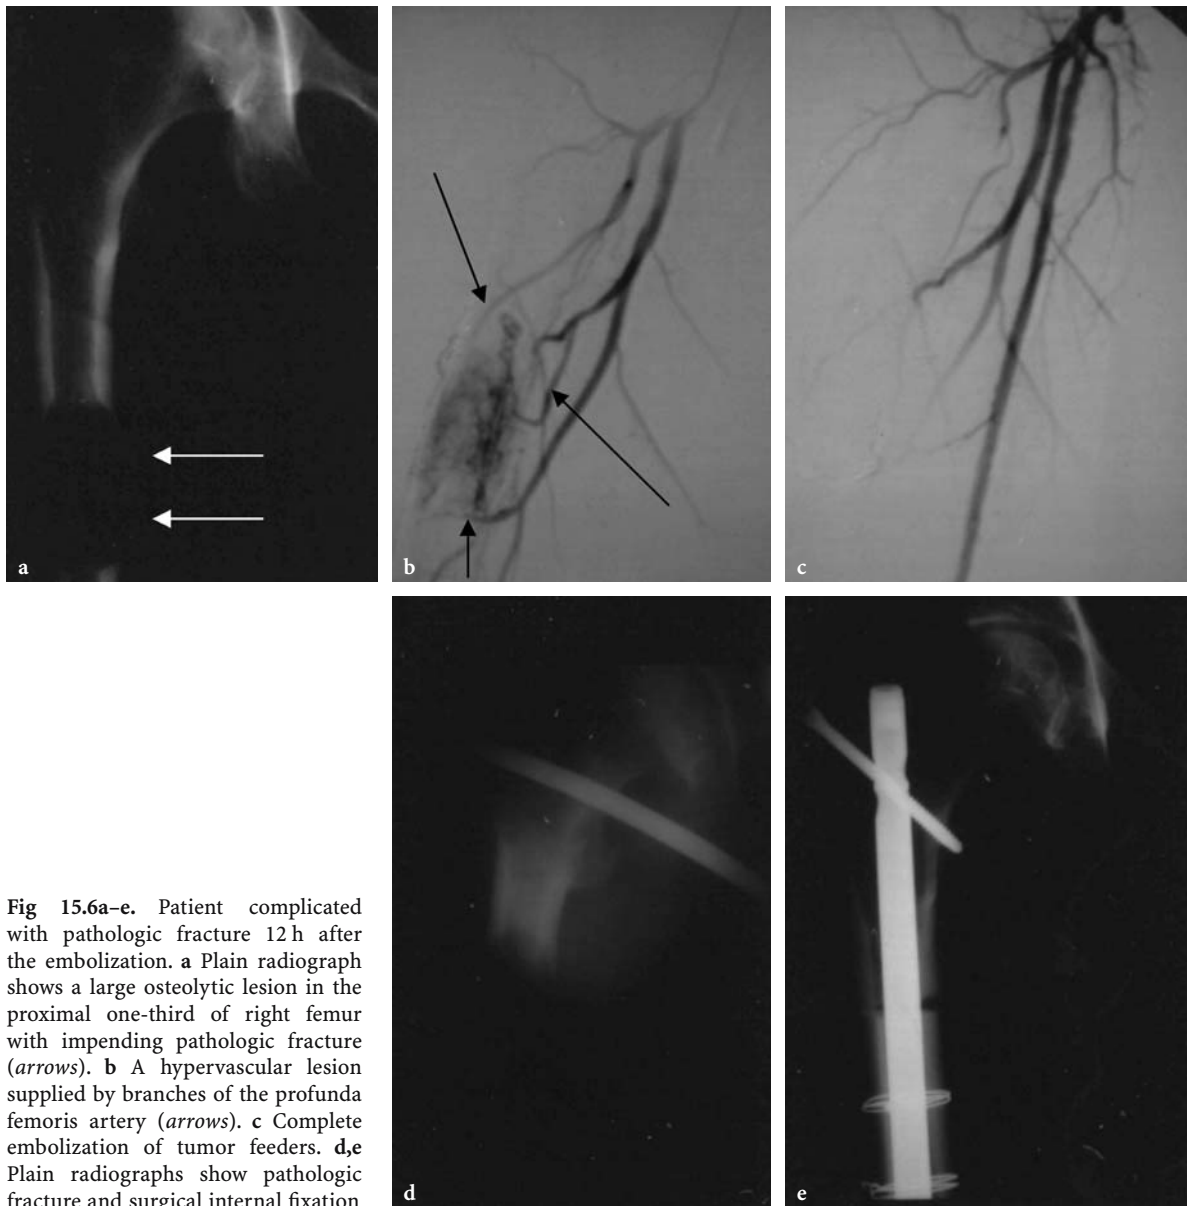 a
b
c
d
e
Fig 15.6a–e. Patient complicated
with pathologic fracture 12 h after
the embolization. a Plain radiograph
shows a large osteolytic lesion in the
proximal one-third of right femur
with impending pathologic fracture
(arrows). b A hypervascular lesion
supplied by branches of the profunda
femoris artery (arrows). c Complete
embolization of tumor feeders. d,e
Plain radiographs show pathologic
fracture and surgical internal fixation